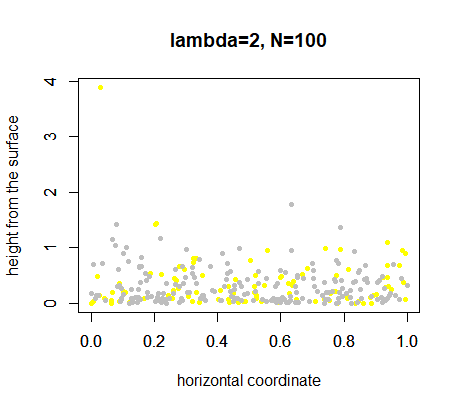 lambda=2, N=100
height from the surface
4
3
2
1
0
0.0 0.2 0.4 0.6 0.8 1.0
horizontal coordinate